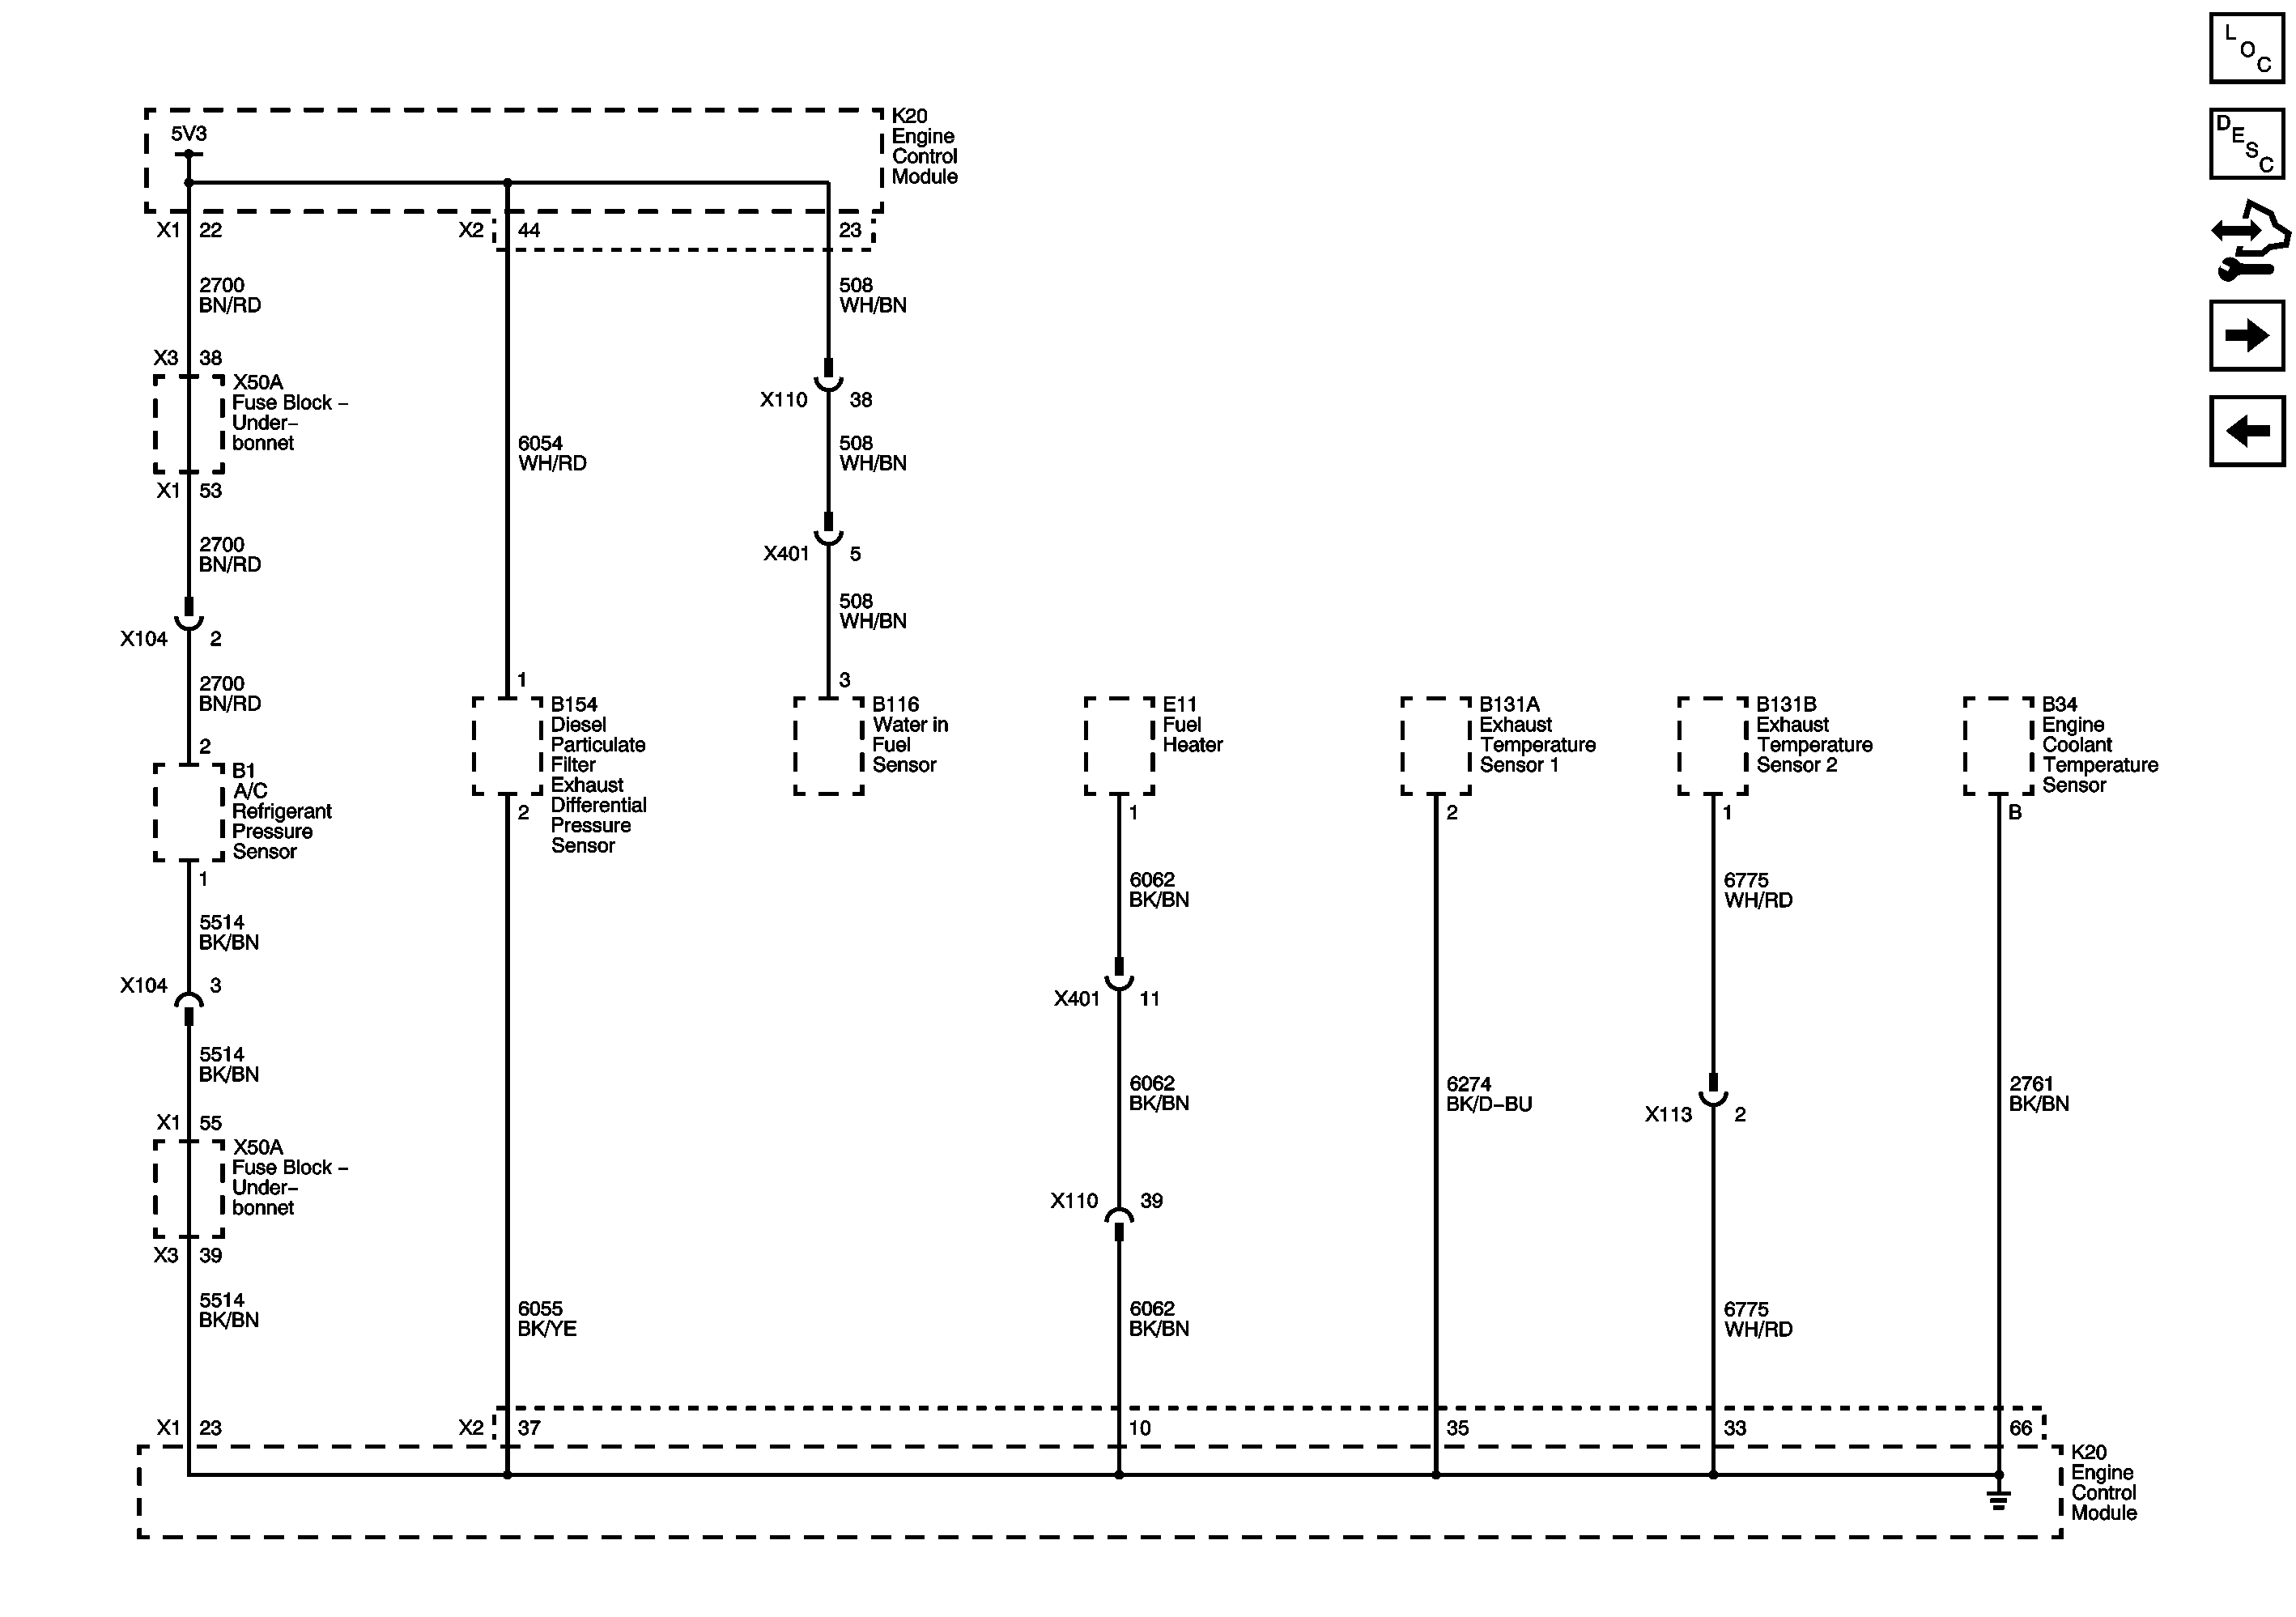 L
O
C
D
E
S
C
5V3
K20
Engine
Control
Module
X1 22
X2 44
23
2700
BN/RD
508
WH/BN
X3 38
X50A
Fuse Block –
Under–
bonnet
X1 53
X110 38
6054
WH/RD
508
WH/BN
2700
BN/RD
X401 5
X104 2
508
WH/BN
2700
BN/RD
2
B1
A/C
Refrigerant
Pressure
Sensor
1
1
B154
Diesel
Particulate
Filter
Exhaust
Differential
Pressure
Sensor
2
3
B116
Water in
Fuel
Sensor
E11
Fuel
Heater
1
B131A
Exhaust
Temperature
Sensor 1
2
B131B
Exhaust
Temperature
Sensor 2
1
B34
Engine
Coolant
Temperature
Sensor
B
5514
BK/BN
6062
BK/BN
6775
WH/RD
X104 3
X401 11
5514
BK/BN
6062
BK/BN
6274
BK/D–BU
X113 2
2761
BK/BN
X1 55
X50A
Fuse Block –
Under–
bonnet
X3 39
X110 39
5514
BK/BN
6055
BK/YE
6062
BK/BN
6775
WH/RD
X1 23
X2 37
10
35
33
66
K20
Engine
Control
Module